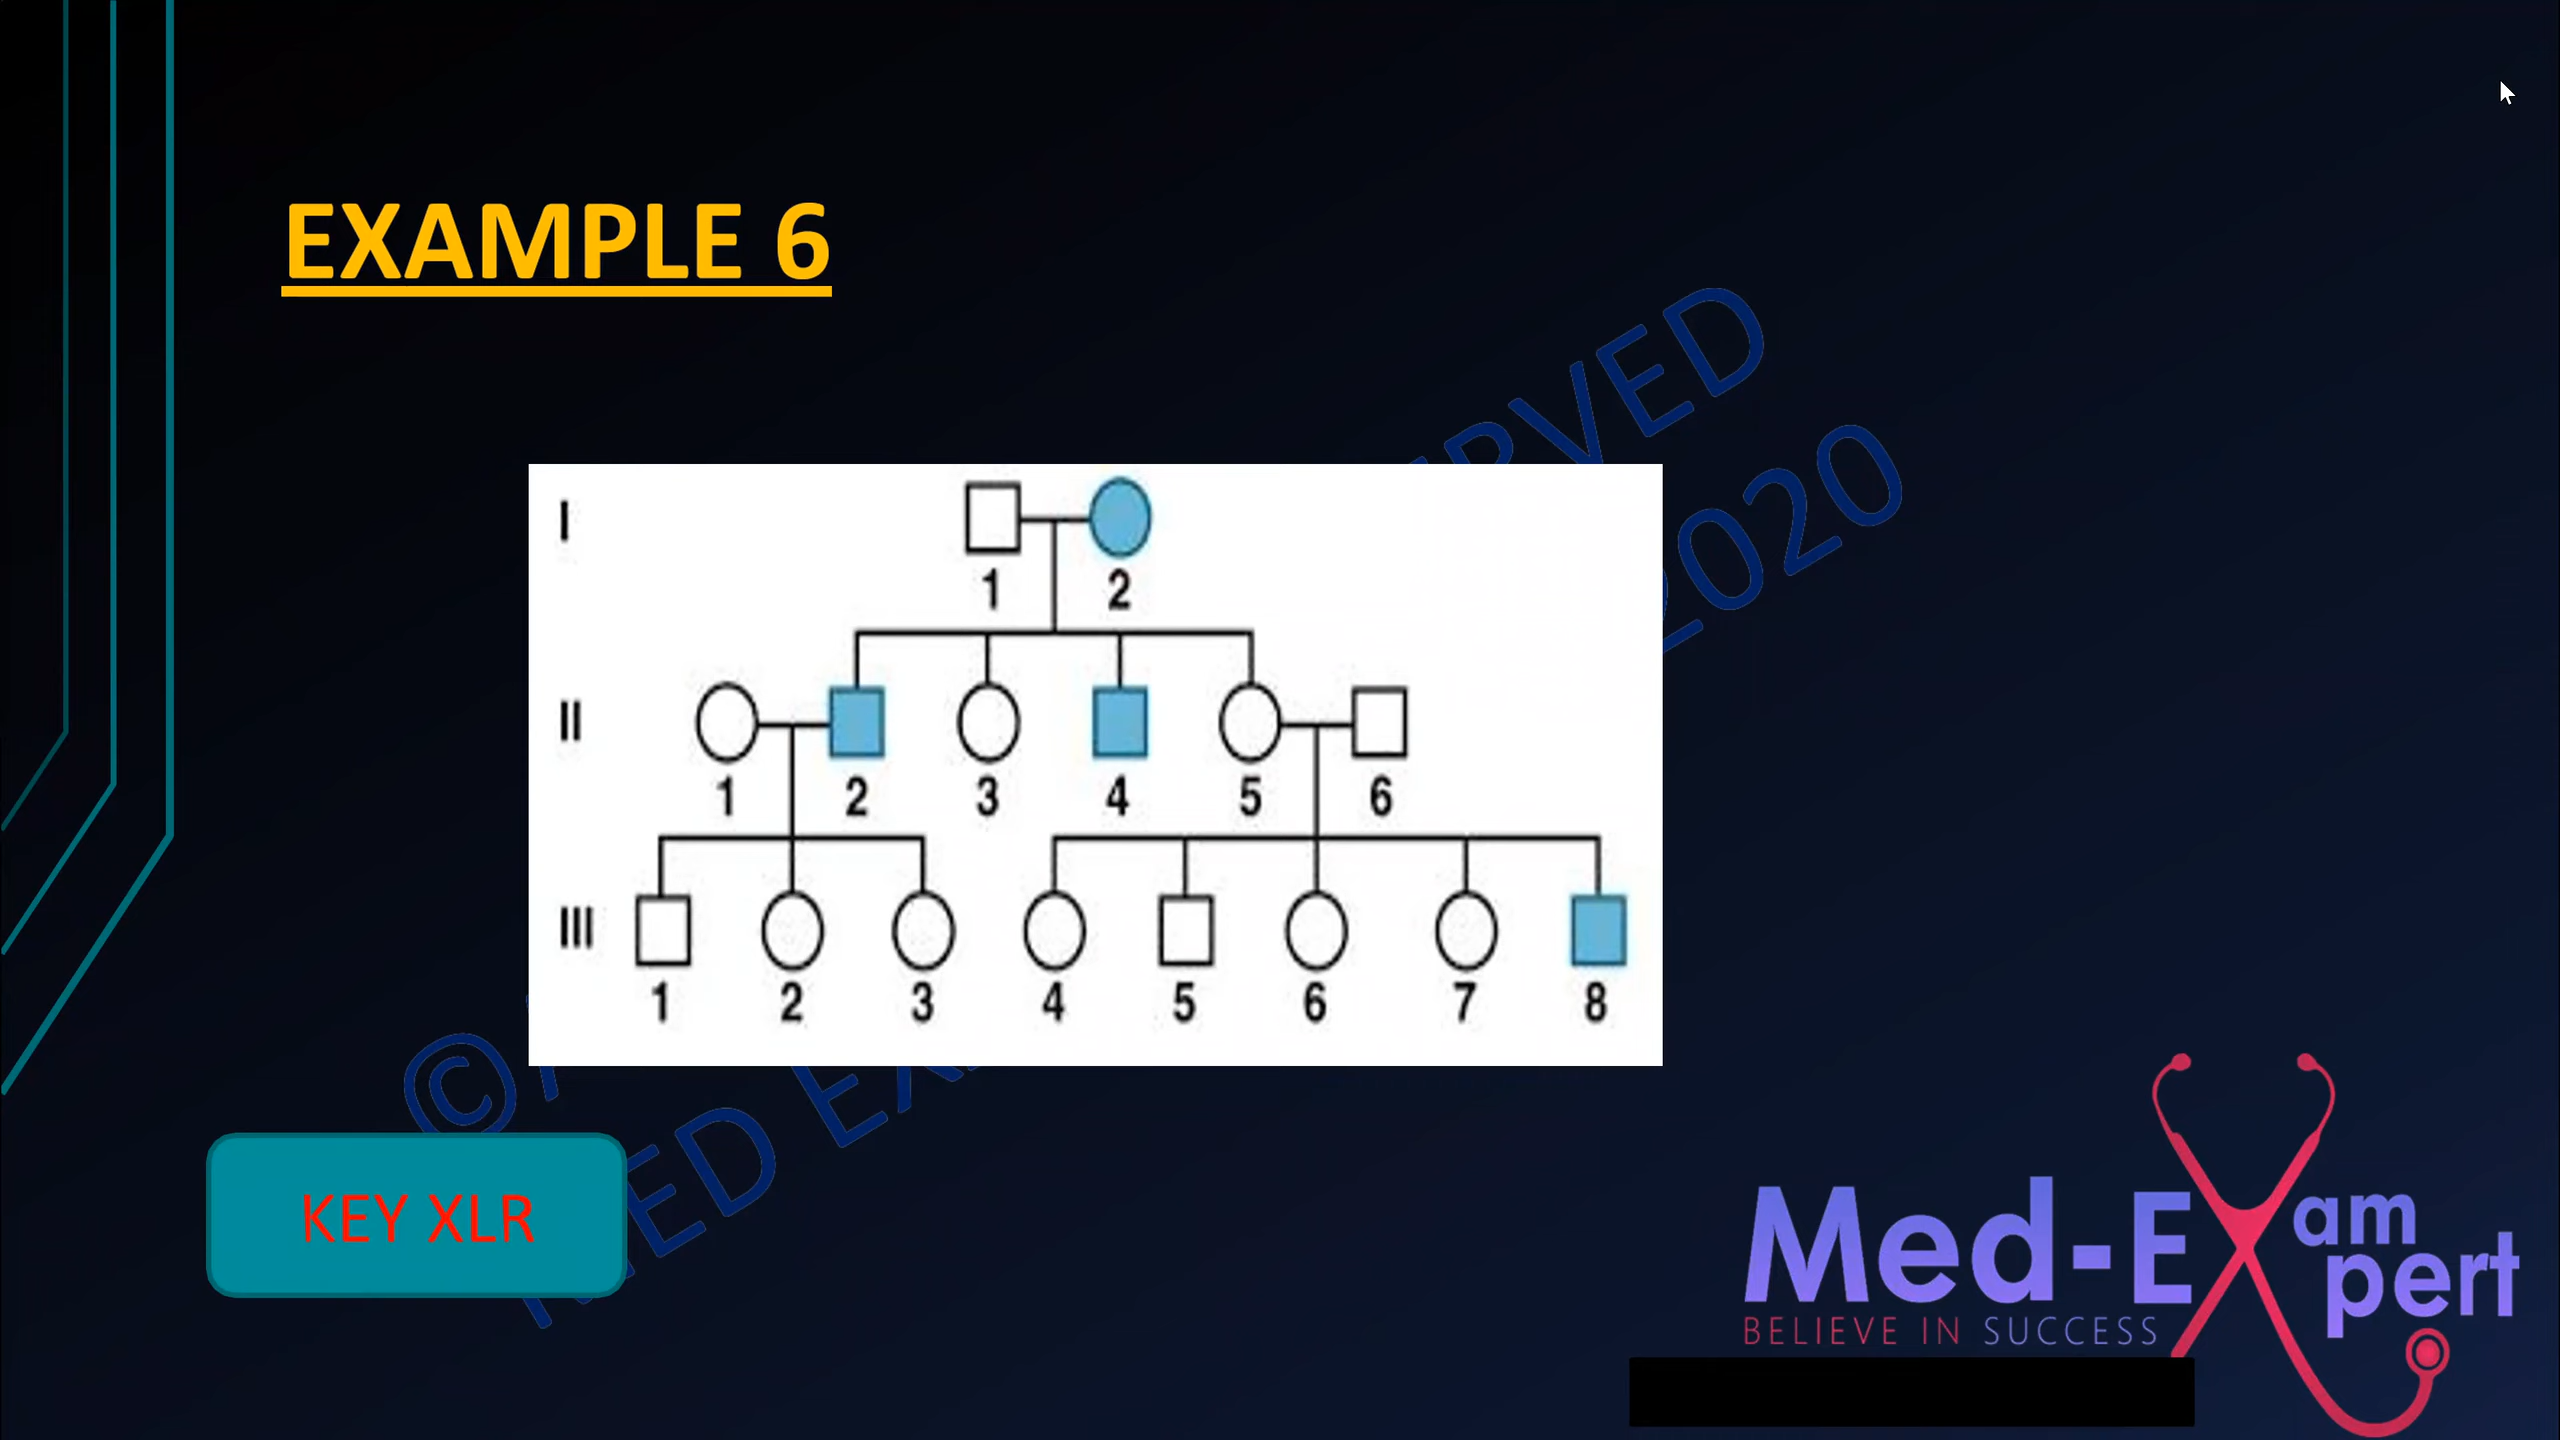 EXAMPLE 6
I
1 2
II
1 2 3 4 5 6
III
1 2 3 4 5 6 7 8
KEY XLR
Med-EXam
pert
BELIEVE IN SUCCESS
2020
©